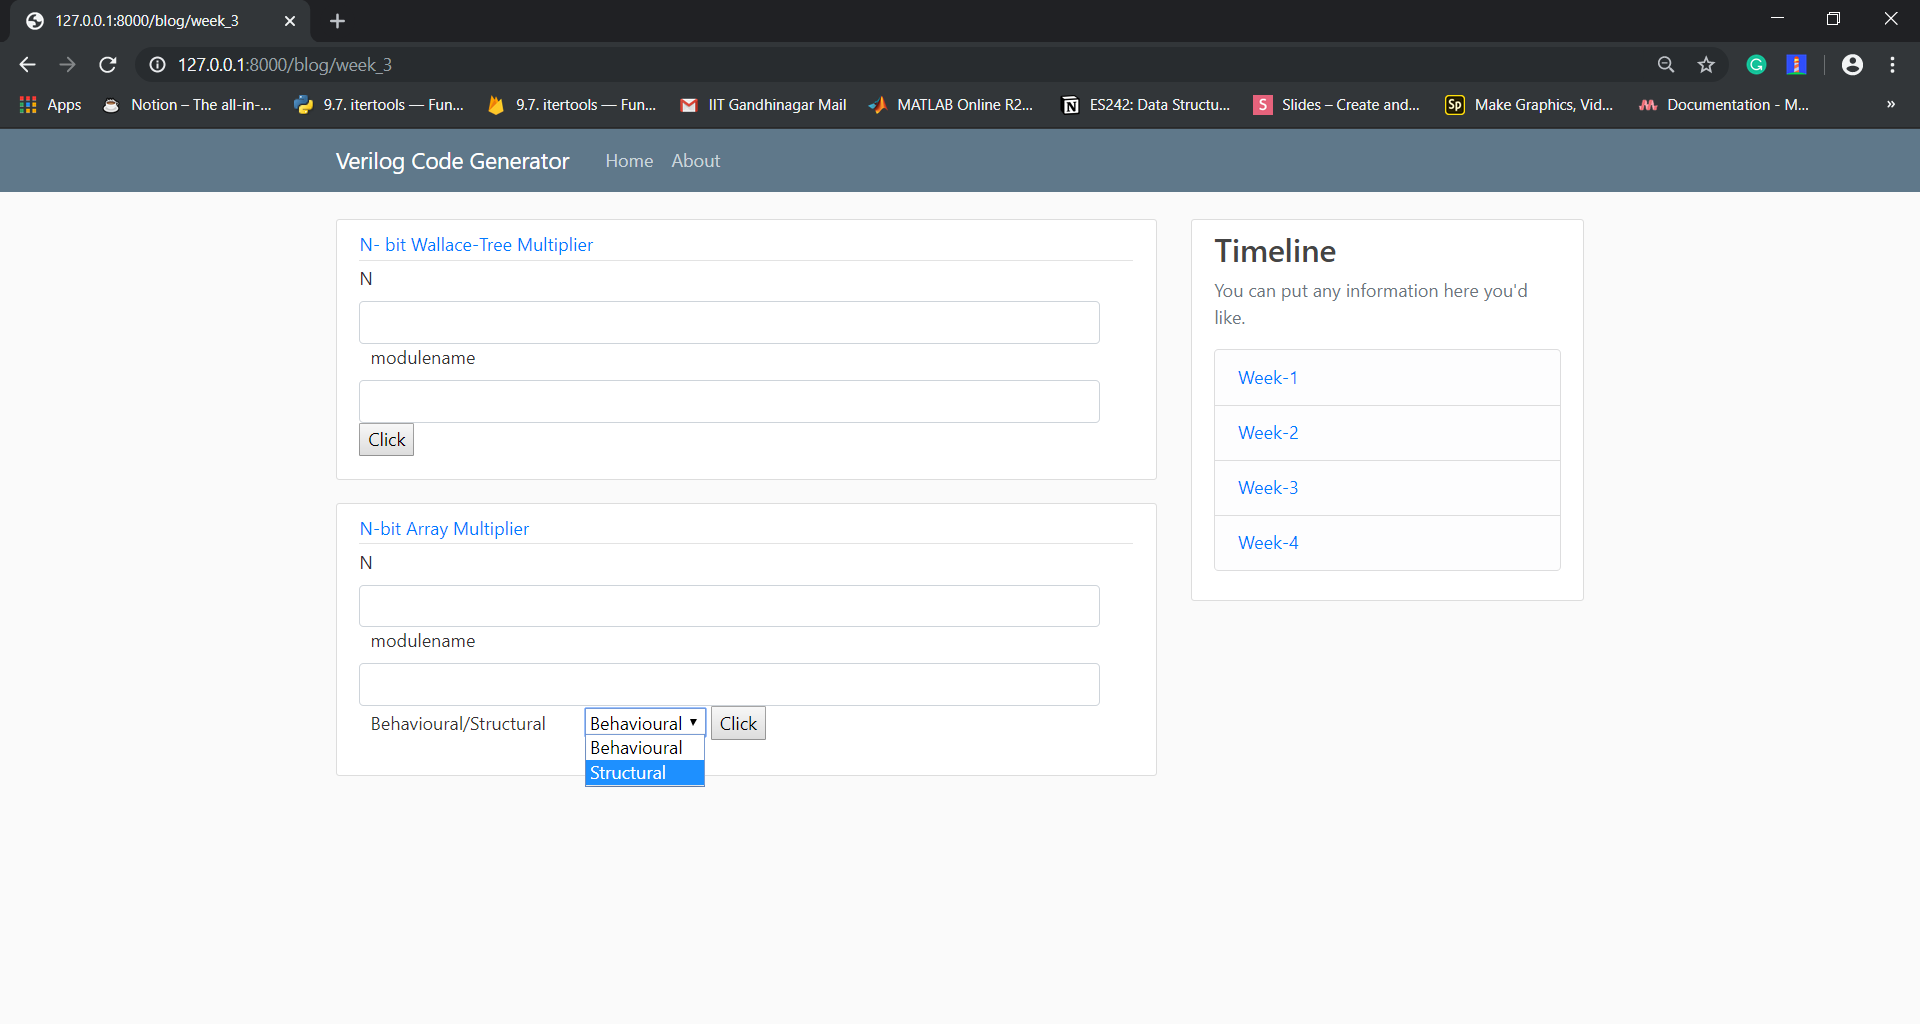 127.0.0.1:8000/blog/week_3
127.0.0.1:8000/blog/week_3
Apps Notion – The all-in-... 9.7. itertools — Fun... 9.7. itertools — Fun... IIT Gandhinagar Mail MATLAB Online R2... ES242: Data Structu... S Slides – Create and... Sp Make Graphics, Vid... Documentation - M... »
Verilog Code Generator Home About
N- bit Wallace-Tree Multiplier
N
modulename
Click
N-bit Array Multiplier
N
modulename
Behavioural/Structural Behavioural Click
Behavioural
Structural
Timeline
You can put any information here you'd
like.
Week-1
Week-2
Week-3
Week-4